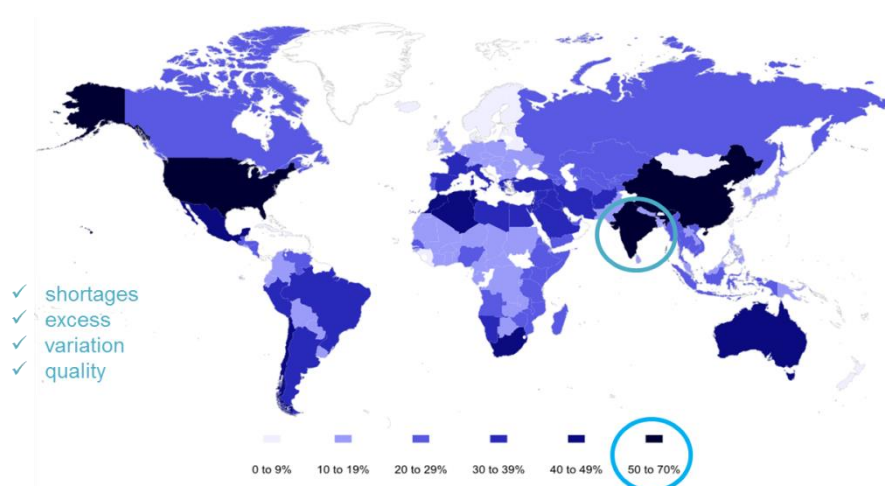 ✓ shortages
✓ excess
✓ variation
✓ quality
0 to 9% 10 to 19% 20 to 29% 30 to 39% 40 to 49% 50 to 70%